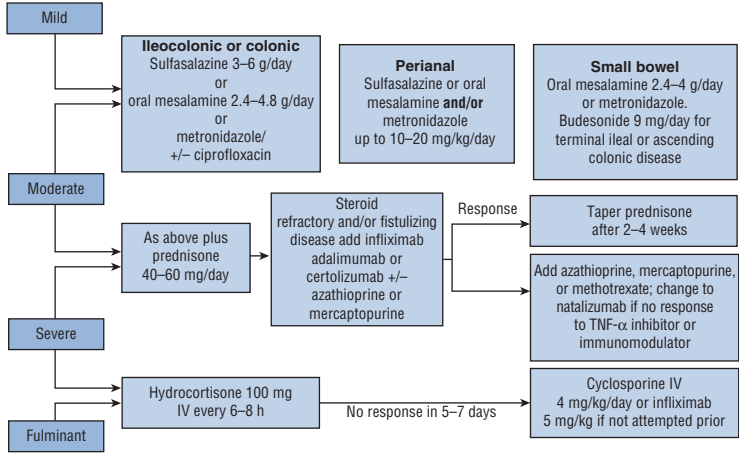 Mild
Ileocolonic or colonic
Sulfasalazine 3–6 g/day
or
oral mesalamine 2.4–4.8 g/day
or
metronidazole/
+/– ciprofloxacin
Perianal
Sulfasalazine or oral
mesalamine and/or
metronidazole
up to 10–20 mg/kg/day
Small bowel
Oral mesalamine 2.4–4 g/day
or metronidazole.
Budesonide 9 mg/day for
terminal ileal or ascending
colonic disease
Moderate
As above plus
prednisone
40–60 mg/day
Steroid
refractory and/or fistulizing
disease add infliximab
adalimumab or
certolizumab +/–
azathioprine or
mercaptopurine
Response
Taper prednisone
after 2–4 weeks
Add azathioprine, mercaptopurine,
or methotrexate; change to
natalizumab if no response
to TNF-α inhibitor or
immunomodulator
Severe
Hydrocortisone 100 mg
IV every 6–8 h
No response in 5–7 days
Cyclosporine IV
4 mg/kg/day or infliximab
5 mg/kg if not attempted prior
Fulminant